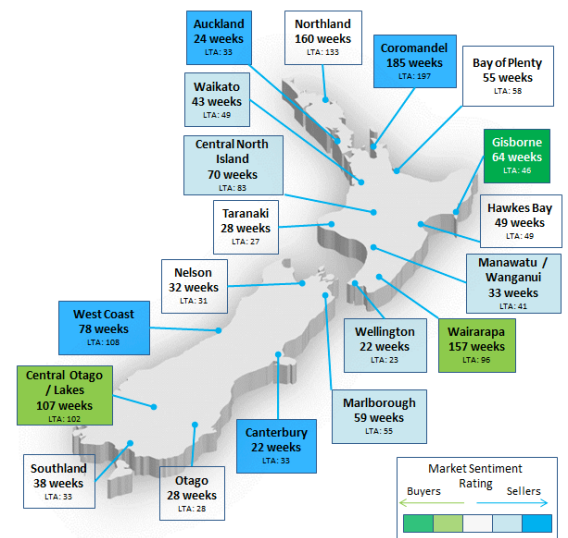 Auckland
24 weeks
LTA: 33
Northland
160 weeks
LTA: 133
Coromandel
185 weeks
LTA: 197
Bay of Plenty
55 weeks
LTA: 58
Waikato
43 weeks
LTA: 49
Central North
Island
70 weeks
LTA: 83
Gisborne
64 weeks
LTA: 46
Taranaki
28 weeks
LTA: 27
Hawkes Bay
49 weeks
LTA: 49
Nelson
32 weeks
LTA: 31
Manawatu /
Wanganui
33 weeks
LTA: 41
West Coast
78 weeks
LTA: 108
Wellington
22 weeks
LTA: 23
Wairarapa
157 weeks
LTA: 96
Central Otago
/ Lakes
107 weeks
LTA: 102
Marlborough
59 weeks
LTA: 55
Canterbury
22 weeks
LTA: 33
Southland
38 weeks
LTA: 33
Otago
28 weeks
LTA: 28
Market Sentiment
Rating
Buyers
Sellers